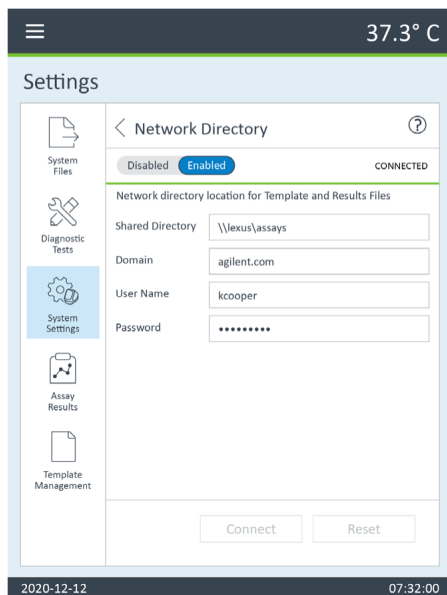 37.3° C
Settings
System
Files
Diagnostic
Tests
System
Settings
Assay
Results
Template
Management
Network Directory
?
Disabled
Enabled
CONNECTED
Network directory location for Template and Results Files
Shared Directory
\\lexus\assays
Domain
agilent.com
User Name
kcooper
Password
•••••••••
Connect
Reset
2020-12-12
07:32:00